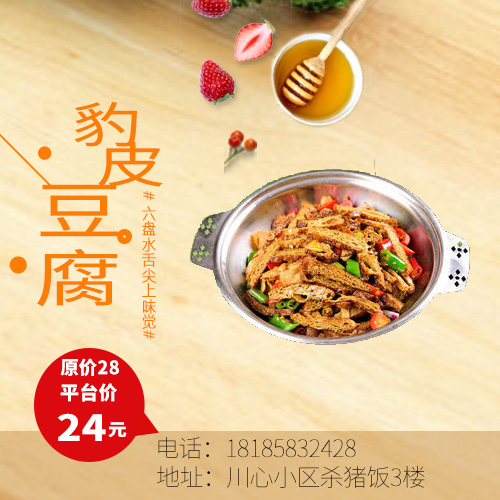 豹皮豆腐
#六盘水舌尖上味觉#
原价28
平台价
24元
电话：18185832428
地址：川心小区杀猪饭3楼